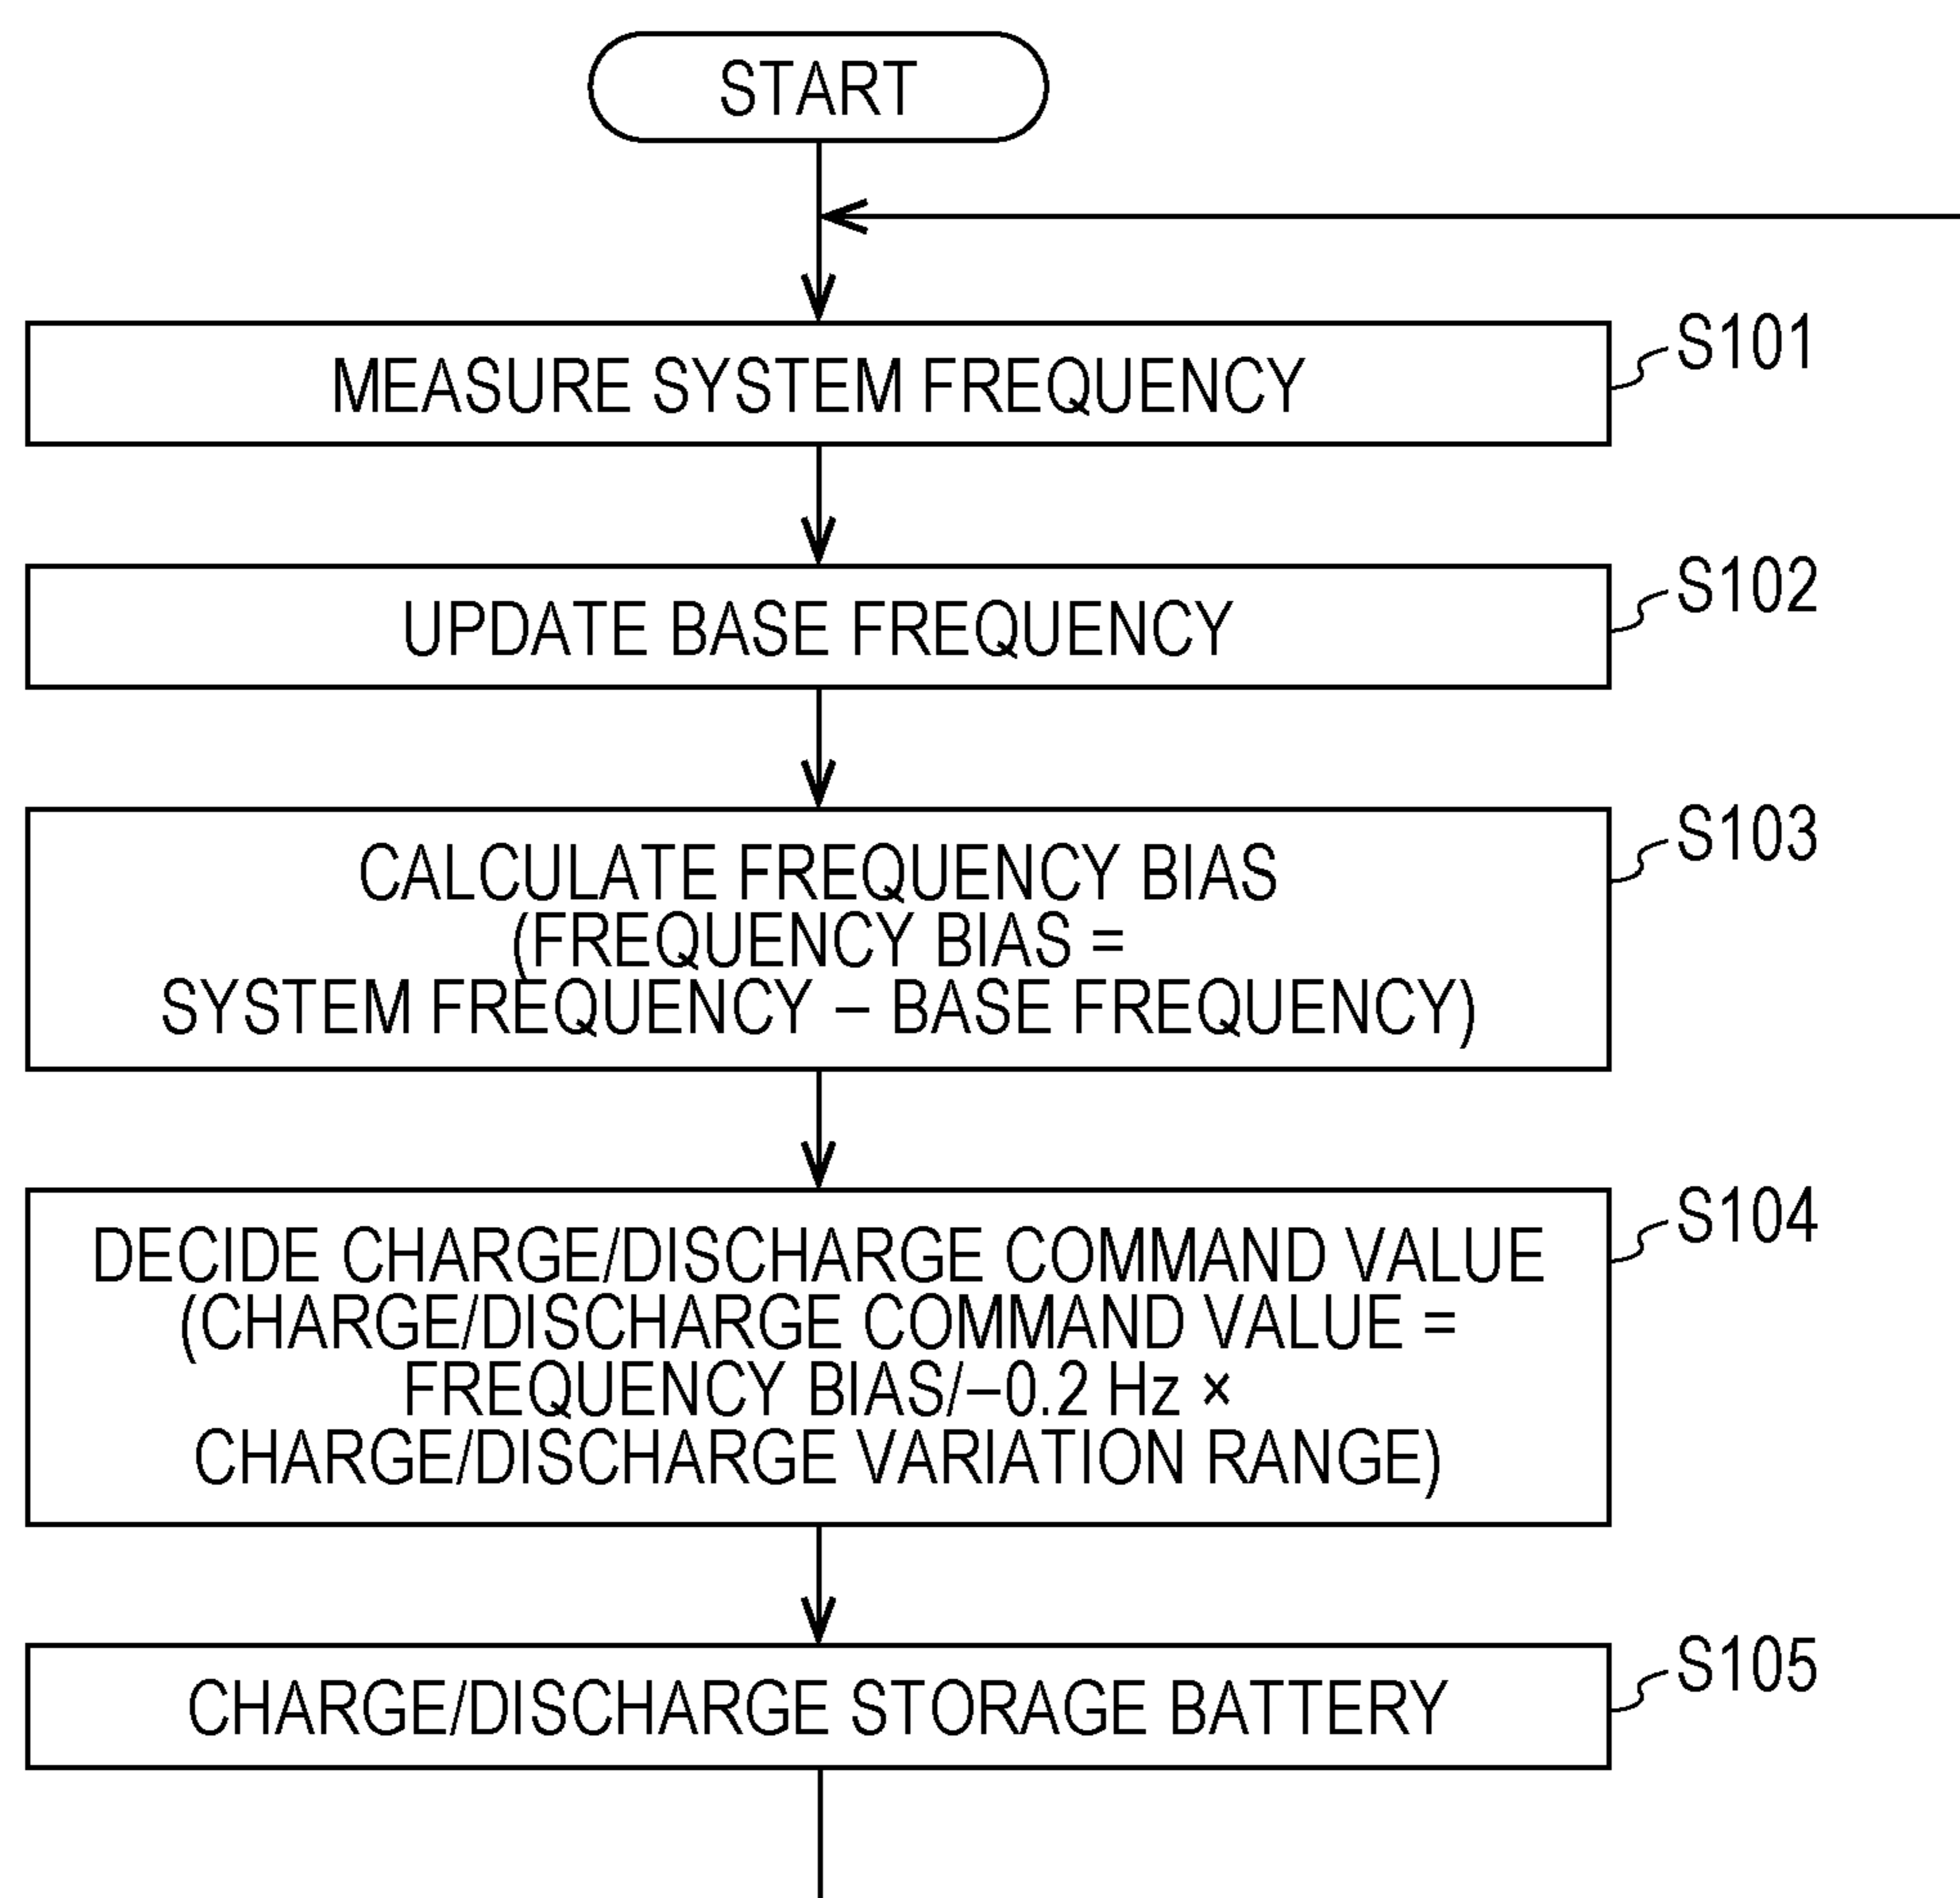 START
MEASURE SYSTEM FREQUENCY
S101
UPDATE BASE FREQUENCY
S102
CALCULATE FREQUENCY BIAS
(FREQUENCY BIAS =
SYSTEM FREQUENCY – BASE FREQUENCY)
S103
DECIDE CHARGE/DISCHARGE COMMAND VALUE
(CHARGE/DISCHARGE COMMAND VALUE =
FREQUENCY BIAS/–0.2 Hz ×
CHARGE/DISCHARGE VARIATION RANGE)
S104
CHARGE/DISCHARGE STORAGE BATTERY
S105